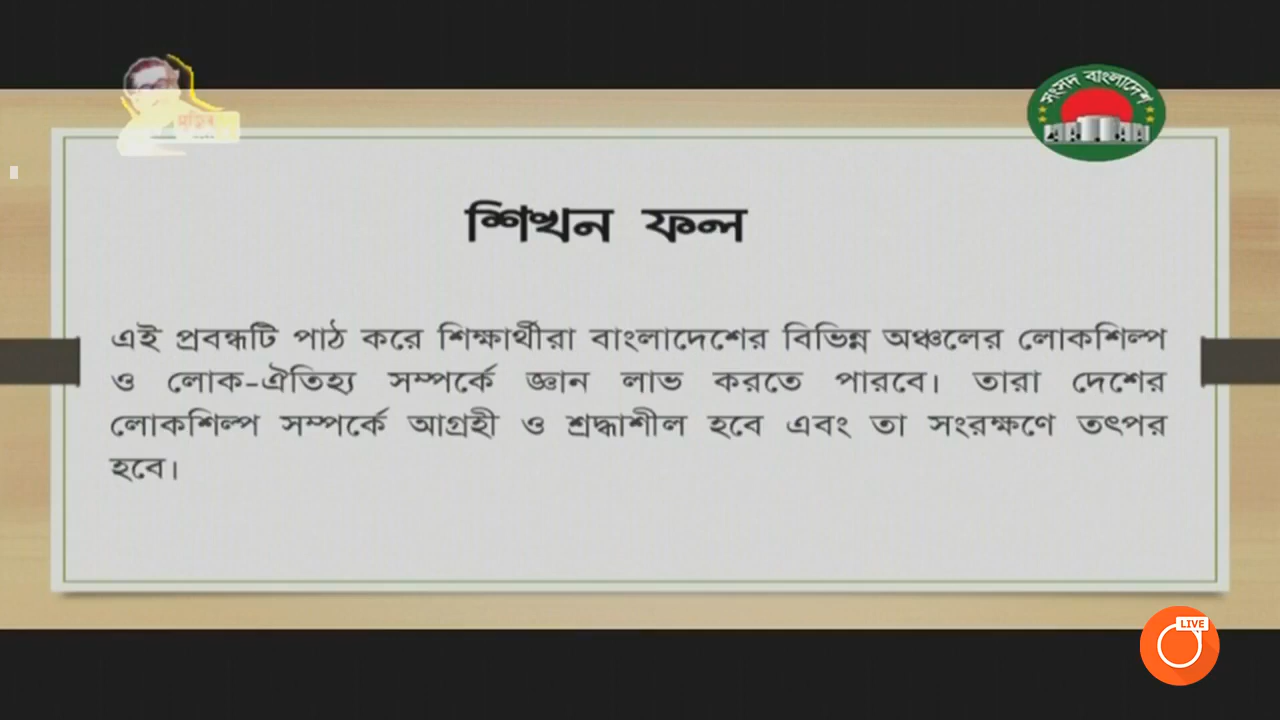 সংসদ বাংলাদেশ
শিখন ফল
এই প্রবন্ধটি পাঠ করে শিক্ষার্থীরা বাংলাদেশের বিভিন্ন অঞ্চলের লোকশিল্প
ও লোক-ঐতিহ্য সম্পর্কে জ্ঞান লাভ করতে পারবে। তারা দেশের
লোকশিল্প সম্পর্কে আগ্রহী ও শ্রদ্ধাশীল হবে এবং তা সংরক্ষণে তৎপর
হবে।
LIVE